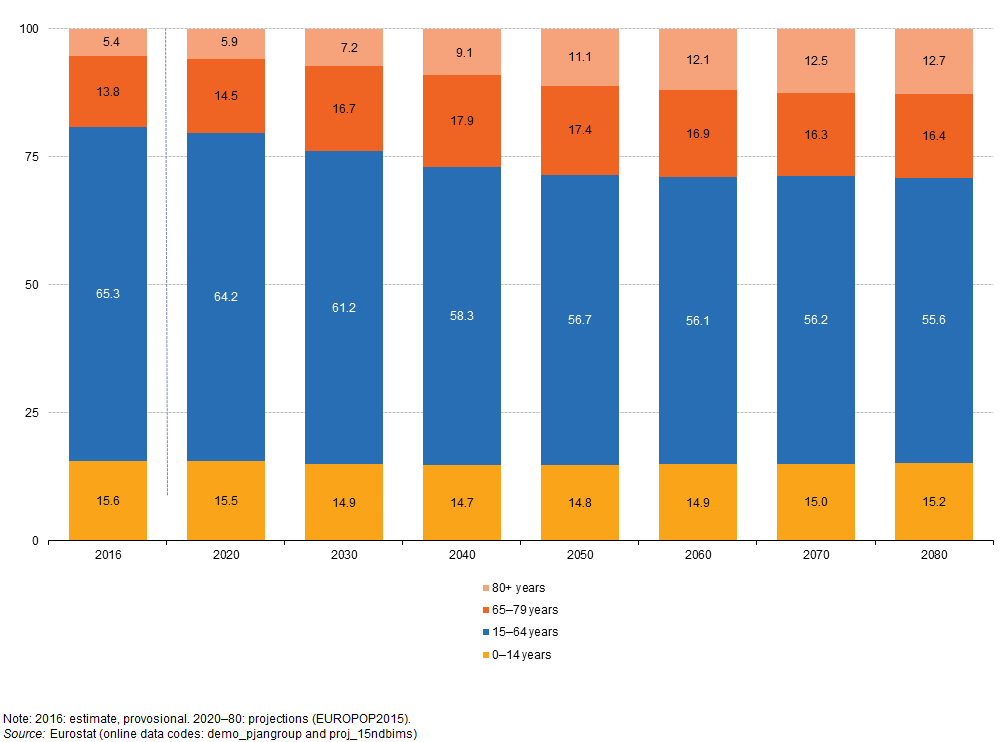 100
5.4 5.9 7.2 9.1 11.1 12.1 12.5 12.7
13.8 14.5 16.7 17.9 17.4 16.9 16.3 16.4
75
65.3 64.2 61.2 58.3 56.7 56.1 56.2 55.6
50
25
15.6 15.5 14.9 14.7 14.8 14.9 15.0 15.2
0
2016 2020 2030 2040 2050 2060 2070 2080
80+ years
65–79 years
15–64 years
0–14 years
Note: 2016: estimate, provosional. 2020–80: projections (EUROPOP2015).
Source: Eurostat (online data codes: demo_pjangroup and proj_15ndbims)